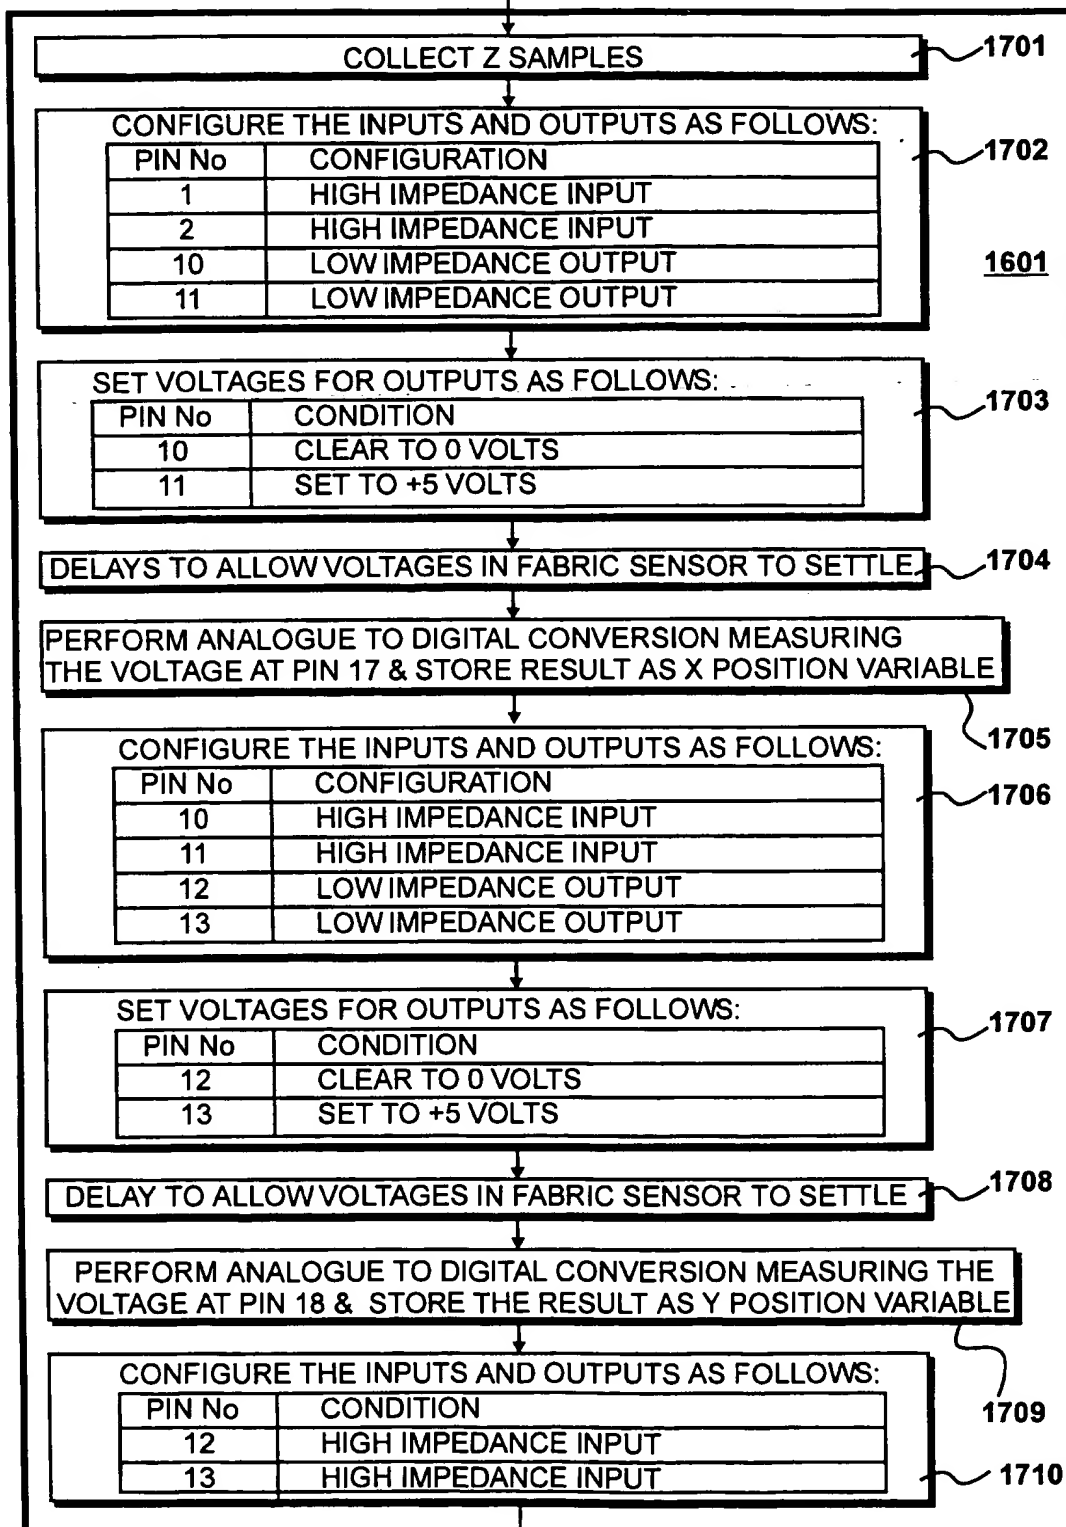 COLLECT Z SAMPLES
1701
CONFIGURE THE INPUTS AND OUTPUTS AS FOLLOWS:
PIN No CONFIGURATION
1 HIGH IMPEDANCE INPUT
2 HIGH IMPEDANCE INPUT
10 LOW IMPEDANCE OUTPUT
11 LOW IMPEDANCE OUTPUT
1702
1601
SET VOLTAGES FOR OUTPUTS AS FOLLOWS:
PIN No CONDITION
10 CLEAR TO 0 VOLTS
11 SET TO +5 VOLTS
1703
DELAYS TO ALLOW VOLTAGES IN FABRIC SENSOR TO SETTLE
1704
PERFORM ANALOGUE TO DIGITAL CONVERSION MEASURING
THE VOLTAGE AT PIN 17 & STORE RESULT AS X POSITION VARIABLE
1705
CONFIGURE THE INPUTS AND OUTPUTS AS FOLLOWS:
PIN No CONFIGURATION
10 HIGH IMPEDANCE INPUT
11 HIGH IMPEDANCE INPUT
12 LOW IMPEDANCE OUTPUT
13 LOW IMPEDANCE OUTPUT
1706
SET VOLTAGES FOR OUTPUTS AS FOLLOWS:
PIN No CONDITION
12 CLEAR TO 0 VOLTS
13 SET TO +5 VOLTS
1707
DELAY TO ALLOW VOLTAGES IN FABRIC SENSOR TO SETTLE
1708
PERFORM ANALOGUE TO DIGITAL CONVERSION MEASURING THE
VOLTAGE AT PIN 18 & STORE THE RESULT AS Y POSITION VARIABLE
1709
CONFIGURE THE INPUTS AND OUTPUTS AS FOLLOWS:
PIN No CONDITION
12 HIGH IMPEDANCE INPUT
13 HIGH IMPEDANCE INPUT
1710